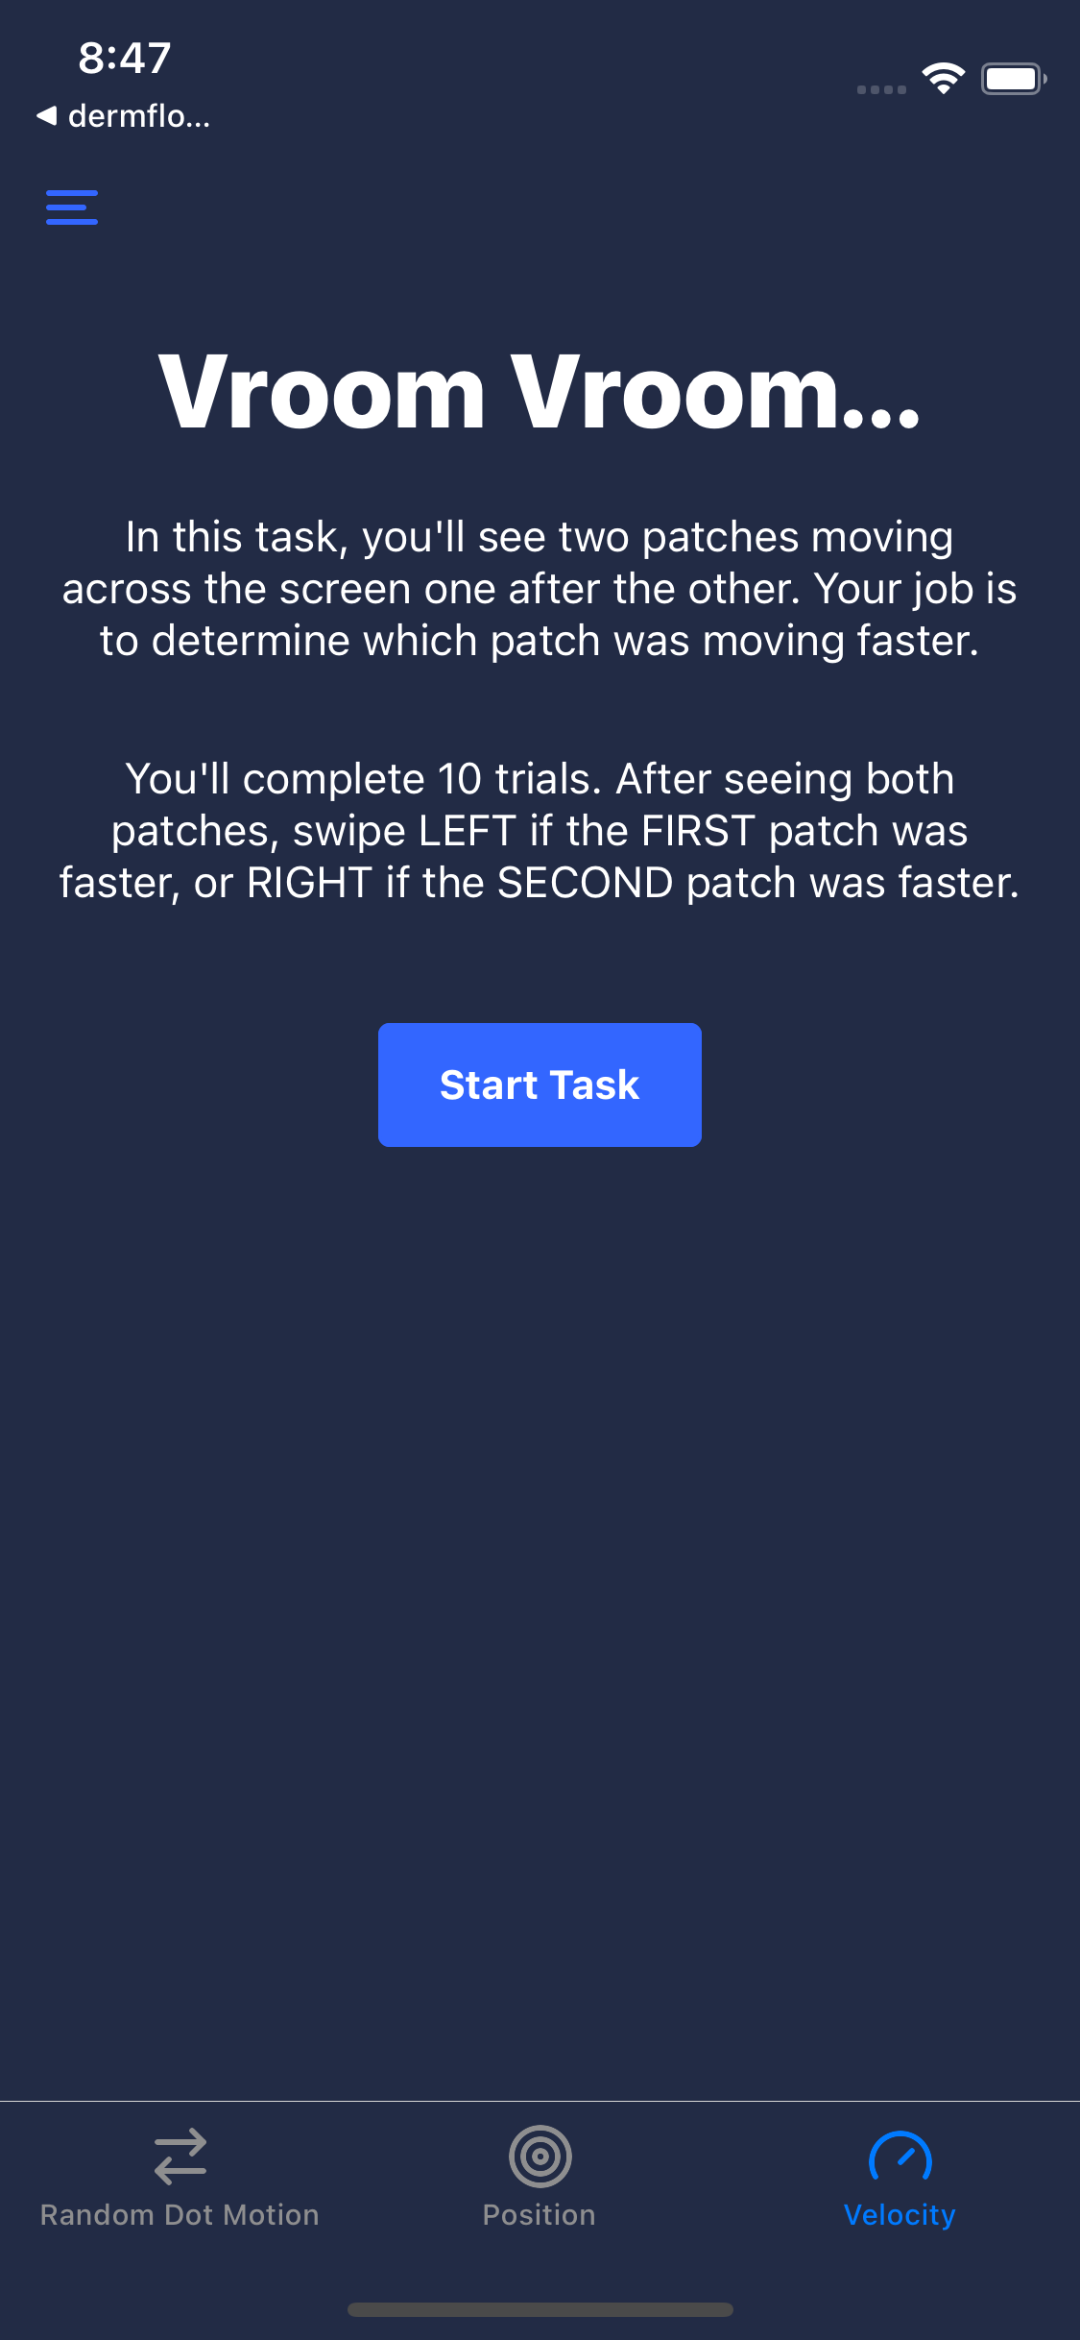 8:47
◀ dermflo...
Vroom Vroom...
In this task, you'll see two patches moving
across the screen one after the other. Your job is
to determine which patch was moving faster.
You'll complete 10 trials. After seeing both
patches, swipe LEFT if the FIRST patch was
faster, or RIGHT if the SECOND patch was faster.
Start Task
Random Dot Motion
Position
Velocity